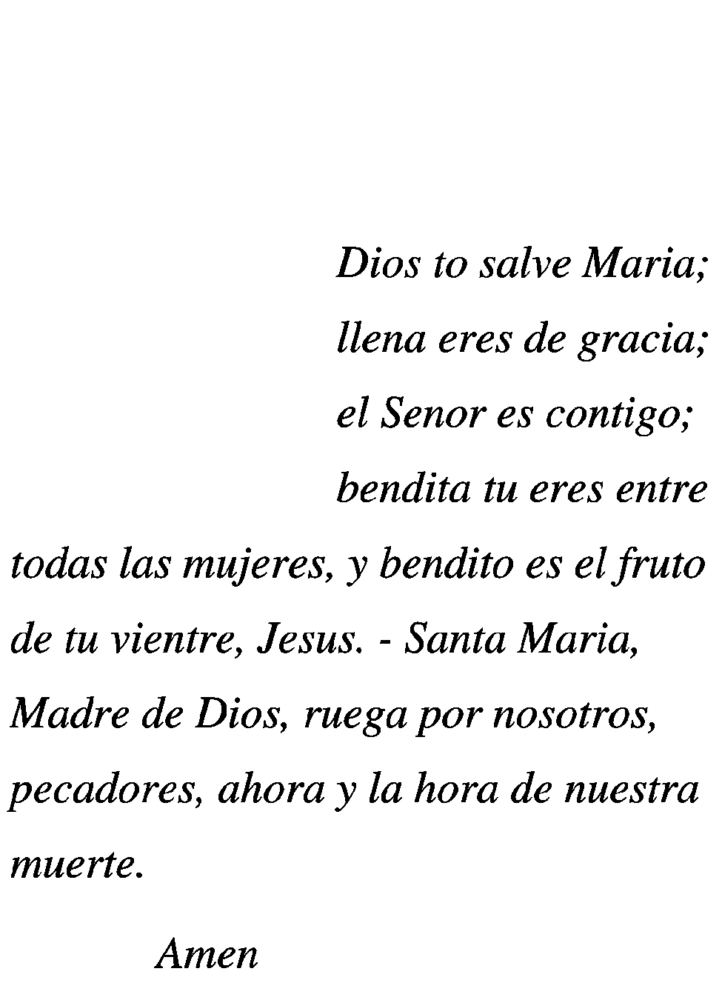 Dios to salve Maria;
llena eres de gracia;
el Senor es contigo;
bendita tu eres entre
todas las mujeres, y bendito es el fruto
de tu vientre, Jesus. - Santa Maria,
Madre de Dios, ruega por nosotros,
pecadores, ahora y la hora de nuestra
muerte.
Amen